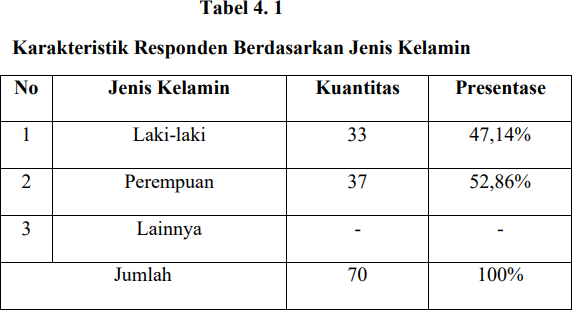 Tabel 4. 1
Karakteristik Responden Berdasarkan Jenis Kelamin
No Jenis Kelamin Kuantitas Presentase
1 Laki-laki 33 47,14%
2 Perempuan 37 52,86%
3 Lainnya - -
Jumlah 70 100%